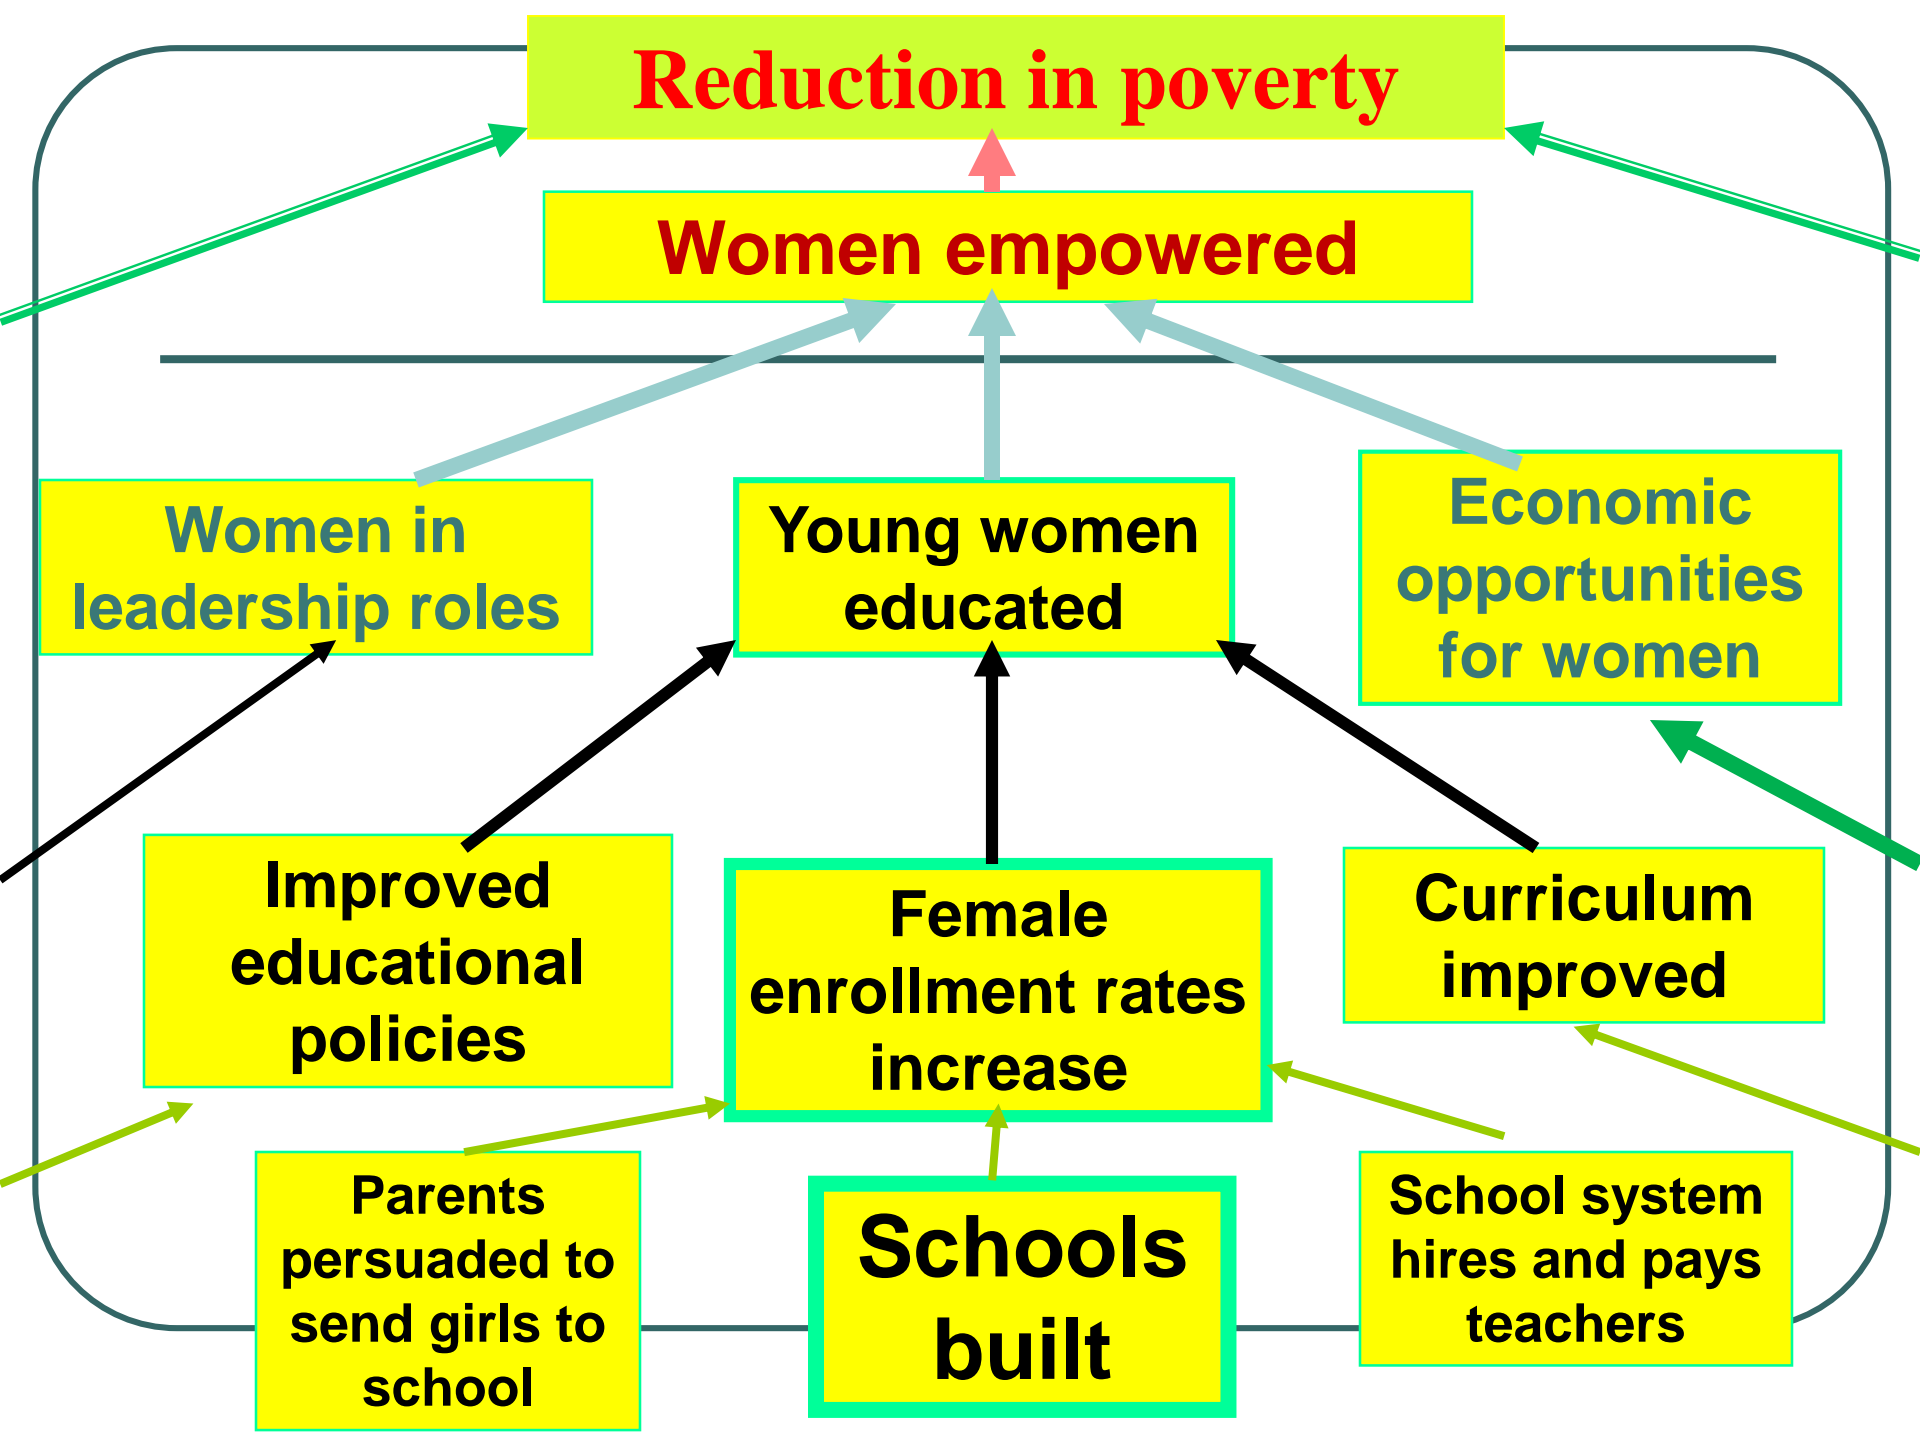 Reduction in poverty
Women empowered
Women in
leadership roles
Young women
educated
Economic
opportunities
for women
Improved
educational
policies
Female
enrollment rates
increase
Curriculum
improved
Parents
persuaded to
send girls to
school
Schools
built
School system
hires and pays
teachers